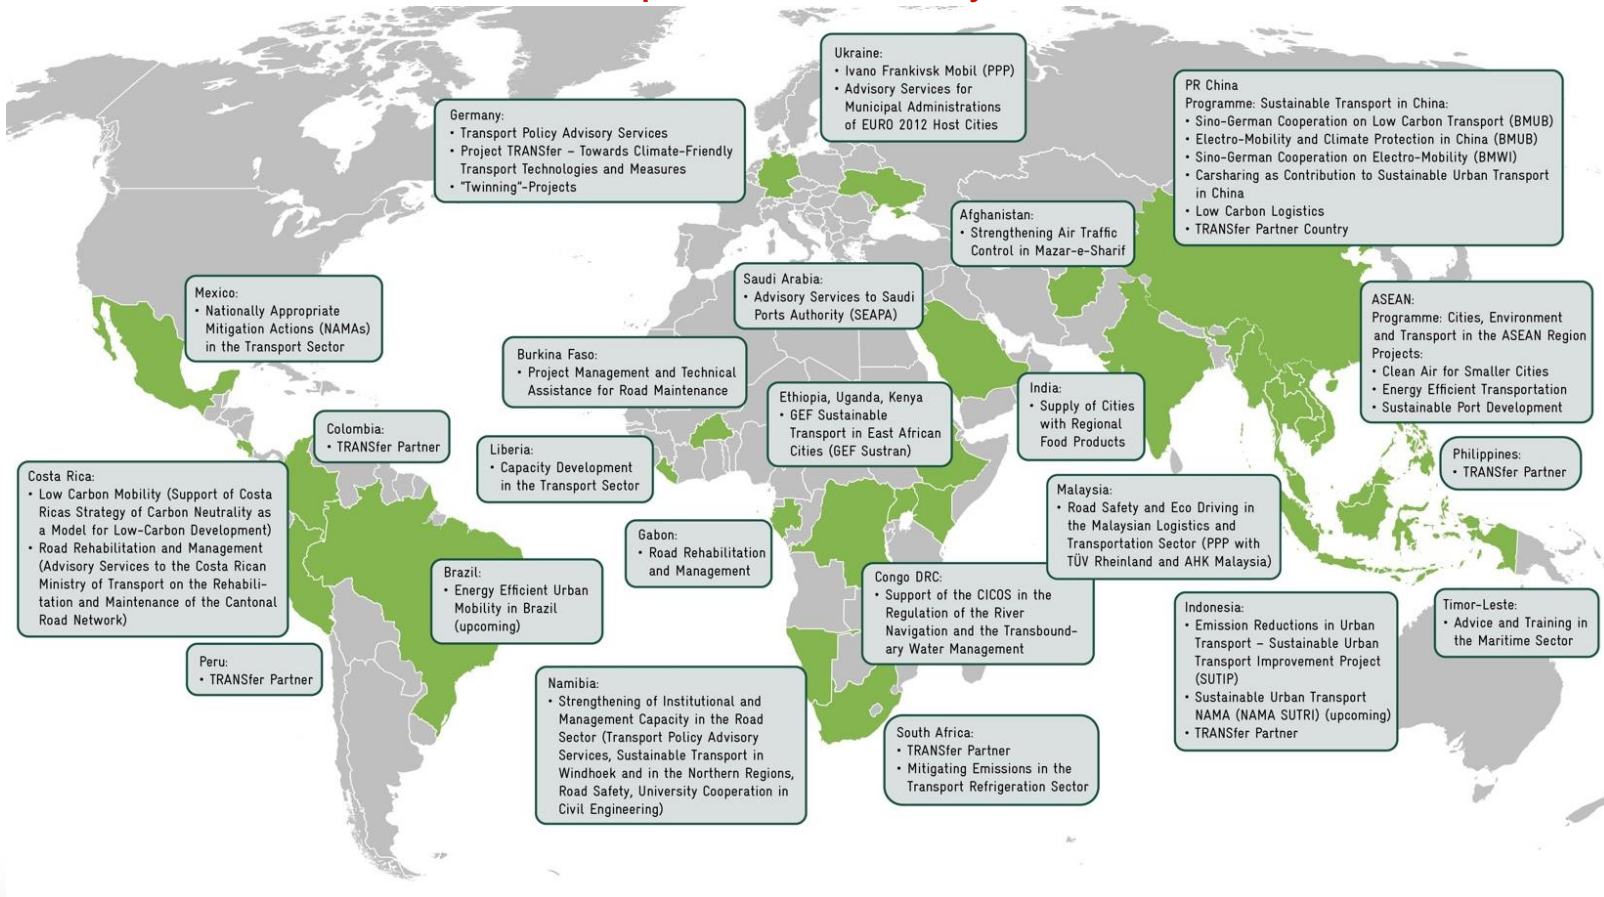 Ukraine:
• Ivano Frankivsk Mobil (PPP)
• Advisory Services for
Municipal Administrations
of EURO 2012 Host Cities
PR China
Programme: Sustainable Transport in China:
• Sino-German Cooperation on Low Carbon Transport (BMUB)
• Electro-Mobility and Climate Protection in China (BMUB)
• Sino-German Cooperation on Electro-Mobility (BMWI)
• Carsharing as Contribution to Sustainable Urban Transport
in China
• Low Carbon Logistics
• TRANSfer Partner Country
Germany:
• Transport Policy Advisory Services
• Project TRANSfer – Towards Climate-Friendly
Transport Technologies and Measures
• "Twinning"-Projects
Afghanistan:
• Strengthening Air Traffic
Control in Mazar-e-Sharif
Saudi Arabia:
• Advisory Services to Saudi
Ports Authority (SEAPA)
Mexico:
• Nationally Appropriate
Mitigation Actions (NAMAs)
in the Transport Sector
ASEAN:
Programme: Cities, Environment
and Transport in the ASEAN Region
Projects:
• Clean Air for Smaller Cities
• Energy Efficient Transportation
• Sustainable Port Development
Burkina Faso:
• Project Management and Technical
Assistance for Road Maintenance
Ethiopia, Uganda, Kenya
• GEF Sustainable
Transport in East African
Cities (GEF Sustran)
India:
• Supply of Cities
with Regional
Food Products
Colombia:
• TRANSfer Partner
Liberia:
• Capacity Development
in the Transport Sector
Philippines:
• TRANSfer Partner
Costa Rica:
• Low Carbon Mobility (Support of Costa
Ricas Strategy of Carbon Neutrality as
a Model for Low-Carbon Development)
• Road Rehabilitation and Management
(Advisory Services to the Costa Rican
Ministry of Transport on the Rehabili-
tation and Maintenance of the Cantonal
Road Network)
Malaysia:
• Road Safety and Eco Driving in
the Malaysian Logistics and
Transportation Sector (PPP with
TÜV Rheinland and AHK Malaysia)
Gabon:
• Road Rehabilitation
and Management
Brazil:
• Energy Efficient Urban
Mobility in Brazil
(upcoming)
Congo DRC:
• Support of the CICOS in the
Regulation of the River
Navigation and the Transbound-
ary Water Management
Indonesia:
• Emission Reductions in Urban
Transport – Sustainable Urban
Transport Improvement Project
(SUTIP)
• Sustainable Urban Transport
NAMA (NAMA SUTRI) (upcoming)
• TRANSfer Partner
Timor-Leste:
• Advice and Training in
the Maritime Sector
Peru:
• TRANSfer Partner
Namibia:
• Strengthening of Institutional and
Management Capacity in the Road
Sector (Transport Policy Advisory
Services, Sustainable Transport in
Windhoek and in the Northern Regions,
Road Safety, University Cooperation in
Civil Engineering)
South Africa:
• TRANSfer Partner
• Mitigating Emissions in the
Transport Refrigeration Sector